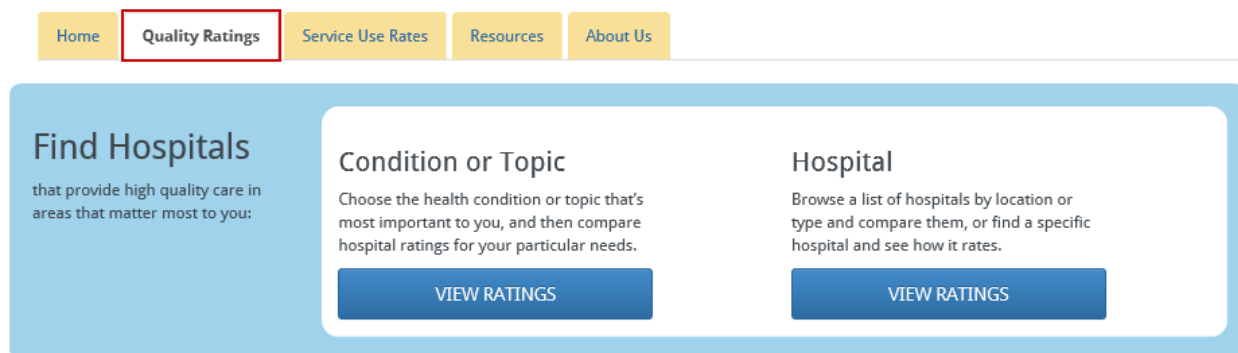 Home Quality Ratings Service Use Rates Resources About Us
Find Hospitals
that provide high quality care in
areas that matter most to you:
Condition or Topic
Choose the health condition or topic that's
most important to you, and then compare
hospital ratings for your particular needs.
VIEW RATINGS
Hospital
Browse a list of hospitals by location or
type and compare them, or find a specific
hospital and see how it rates.
VIEW RATINGS